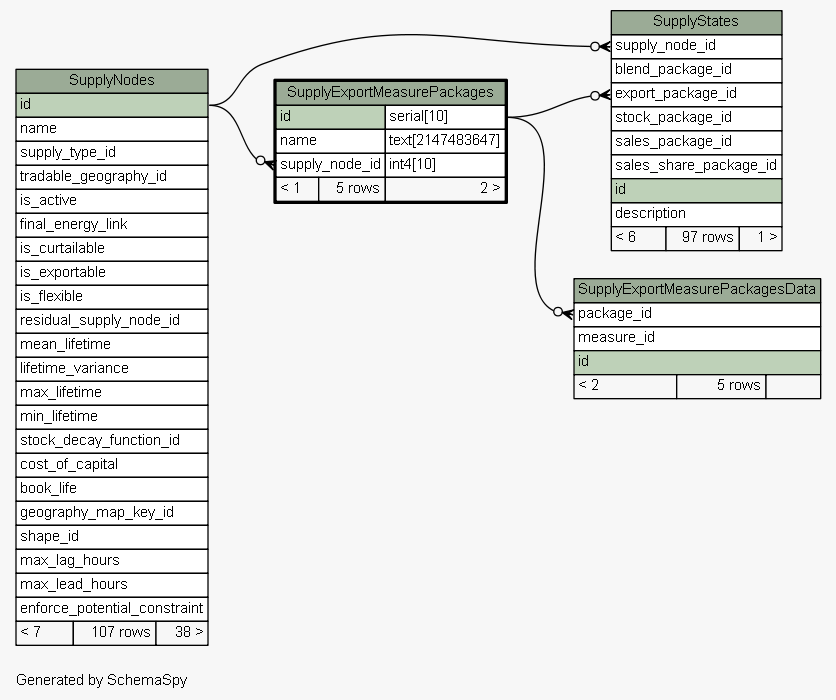 SupplyNodes
id
name
supply_type_id
tradable_geography_id
is_active
final_energy_link
is_curtailable
is_exportable
is_flexible
residual_supply_node_id
mean_lifetime
lifetime_variance
max_lifetime
min_lifetime
stock_decay_function_id
cost_of_capital
book_life
geography_map_key_id
shape_id
max_lag_hours
max_lead_hours
enforce_potential_constraint
< 7 107 rows 38 >
SupplyExportMeasurePackages
id serial[10]
name text[2147483647]
supply_node_id int4[10]
< 1 5 rows 2 >
SupplyStates
supply_node_id
blend_package_id
export_package_id
stock_package_id
sales_package_id
sales_share_package_id
id
description
< 6 97 rows 1 >
SupplyExportMeasurePackagesData
package_id
measure_id
id
< 2 5 rows
Generated by SchemaSpy